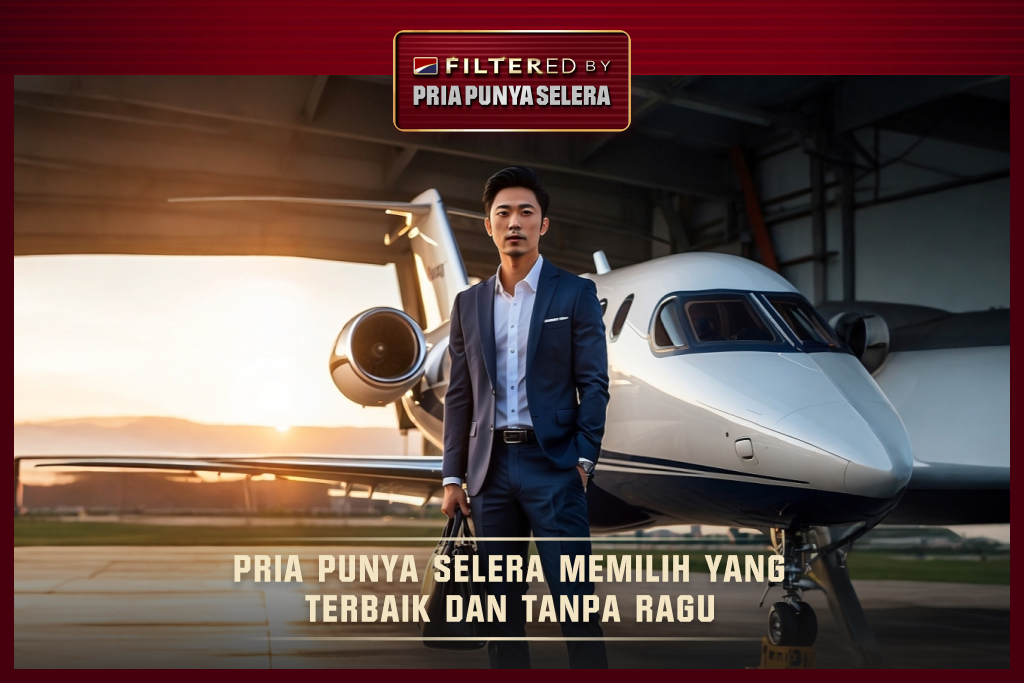 FILTERED BY
PRIA PUNYA SELERA
PRIA PUNYA SELERA MEMILIH YANG
TERBAIK DAN TANPA RAGU